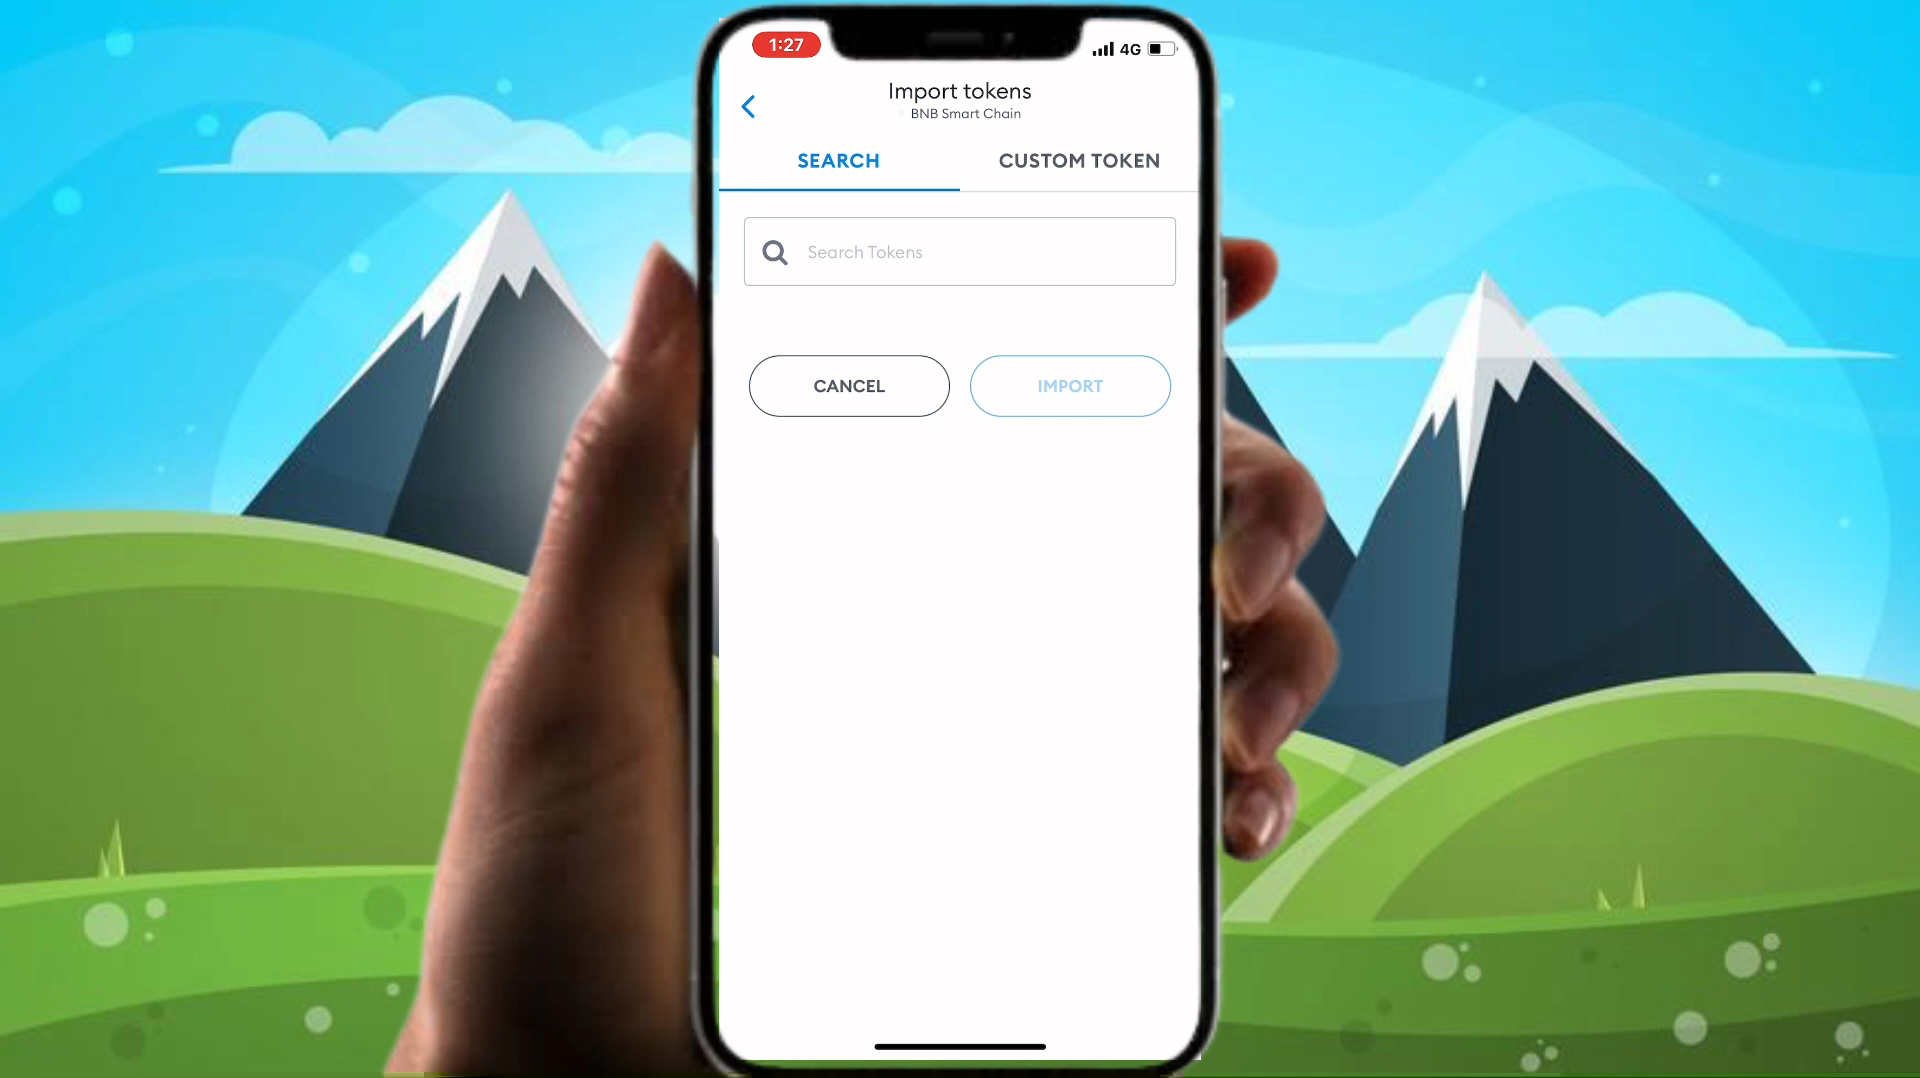 1:27
4G
Import tokens
BNB Smart Chain
SEARCH
CUSTOM TOKEN
Search Tokens
CANCEL
IMPORT